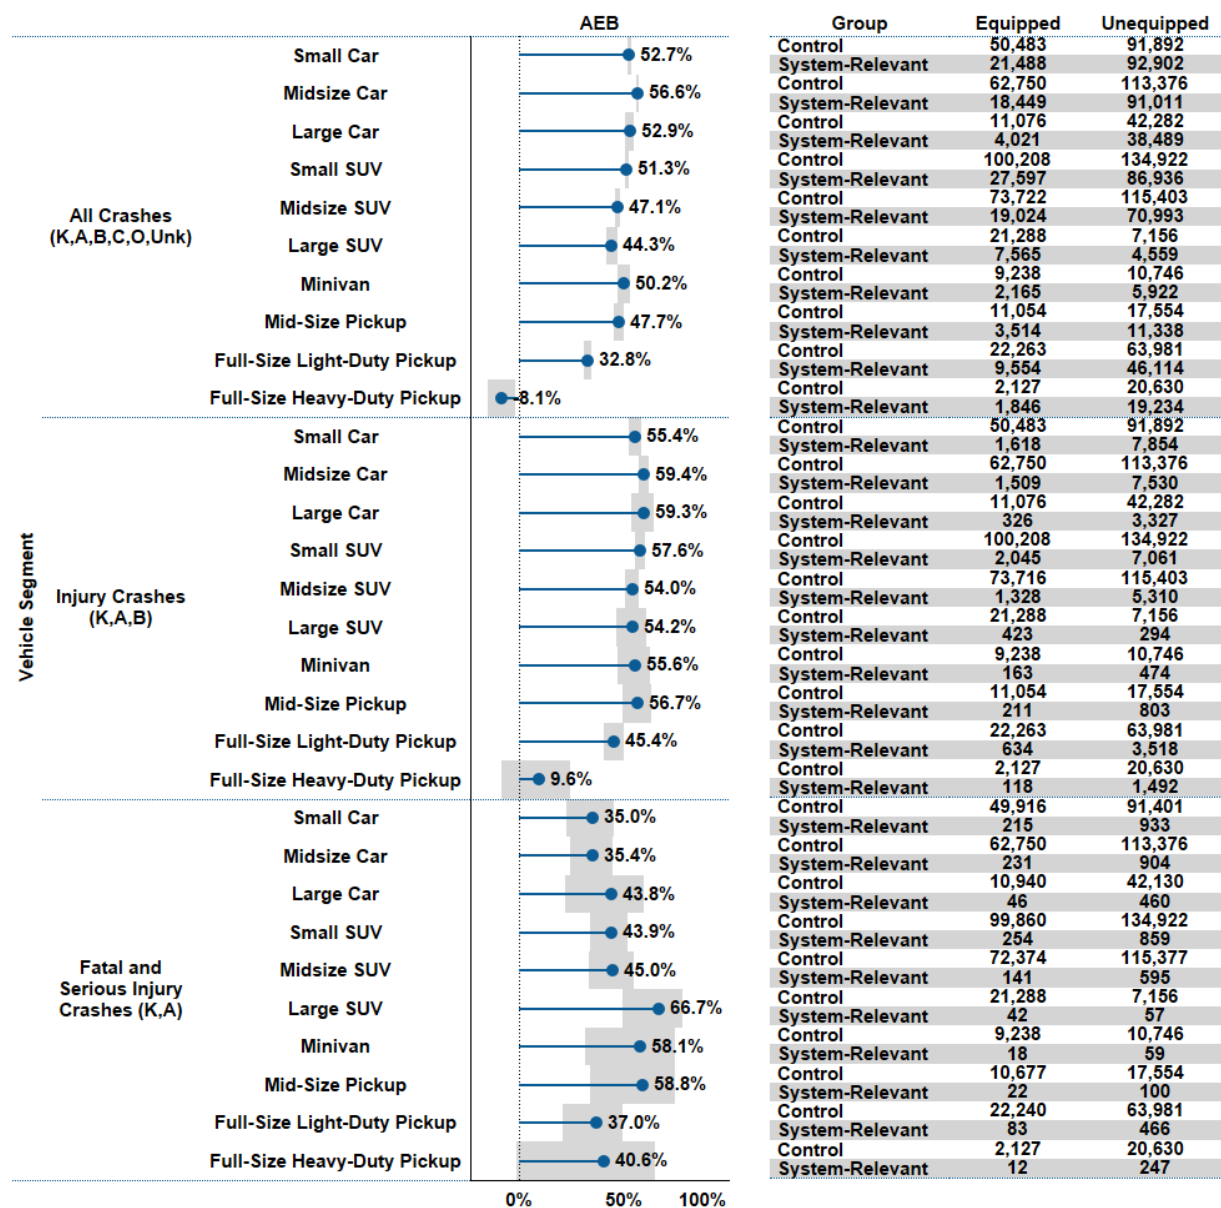 AEB Group Equipped Unequipped
Small Car 52.7% Control 50,483 91,892
System-Relevant 21,488 92,902
Midsize Car 56.6% Control 62,750 113,376
System-Relevant 18,449 91,011
Large Car 52.9% Control 11,076 42,282
System-Relevant 4,021 38,489
Small SUV 51.3% Control 100,208 134,922
System-Relevant 27,597 86,936
All Crashes
(K,A,B,C,O,Unk)
Midsize SUV 47.1% Control 73,722 115,403
System-Relevant 19,024 70,993
Large SUV 44.3% Control 21,288 7,156
System-Relevant 7,565 4,559
Minivan 50.2% Control 9,238 10,746
System-Relevant 2,165 5,922
Mid-Size Pickup 47.7% Control 11,054 17,554
System-Relevant 3,514 11,338
Full-Size Light-Duty Pickup 32.8% Control 22,263 63,981
System-Relevant 9,554 46,114
Full-Size Heavy-Duty Pickup -8.1% Control 2,127 20,630
System-Relevant 1,846 19,234
Vehicle Segment
Small Car 55.4% Control 50,483 91,892
System-Relevant 1,618 7,854
Midsize Car 59.4% Control 62,750 113,376
System-Relevant 1,509 7,530
Large Car 59.3% Control 11,076 42,282
System-Relevant 326 3,327
Small SUV 57.6% Control 100,208 134,922
System-Relevant 2,045 7,061
Injury Crashes
(K,A,B)
Midsize SUV 54.0% Control 73,716 115,403
System-Relevant 1,328 5,310
Large SUV 54.2% Control 21,288 7,156
System-Relevant 423 294
Minivan 55.6% Control 9,238 10,746
System-Relevant 163 474
Mid-Size Pickup 56.7% Control 11,054 17,554
System-Relevant 211 803
Full-Size Light-Duty Pickup 45.4% Control 22,263 63,981
System-Relevant 634 3,518
Full-Size Heavy-Duty Pickup 9.6% Control 2,127 20,630
System-Relevant 118 1,492
Small Car 35.0% Control 49,916 91,401
System-Relevant 215 933
Midsize Car 35.4% Control 62,750 113,376
System-Relevant 231 904
Large Car 43.8% Control 10,940 42,130
System-Relevant 46 460
Small SUV 43.9% Control 99,860 134,922
System-Relevant 254 859
Fatal and
Serious Injury
Crashes (K,A)
Midsize SUV 45.0% Control 72,374 115,377
System-Relevant 141 595
Large SUV 66.7% Control 21,288 7,156
System-Relevant 42 57
Minivan 58.1% Control 9,238 10,746
System-Relevant 18 59
Mid-Size Pickup 58.8% Control 10,677 17,554
System-Relevant 22 100
Full-Size Light-Duty Pickup 37.0% Control 22,240 63,981
System-Relevant 83 466
Full-Size Heavy-Duty Pickup 40.6% Control 2,127 20,630
System-Relevant 12 247
0% 50% 100%